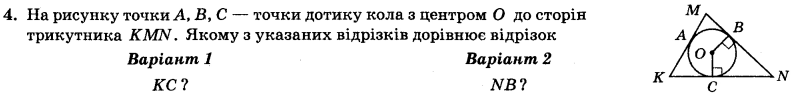 4. На рисунку точки A, B, C — точки дотику кола з центром O до сторін
трикутника KMN. Якому з указаних відрізків дорівнює відрізок
Варіант 1 Варіант 2
KC? NB?
M
A
B
O
K
C
N